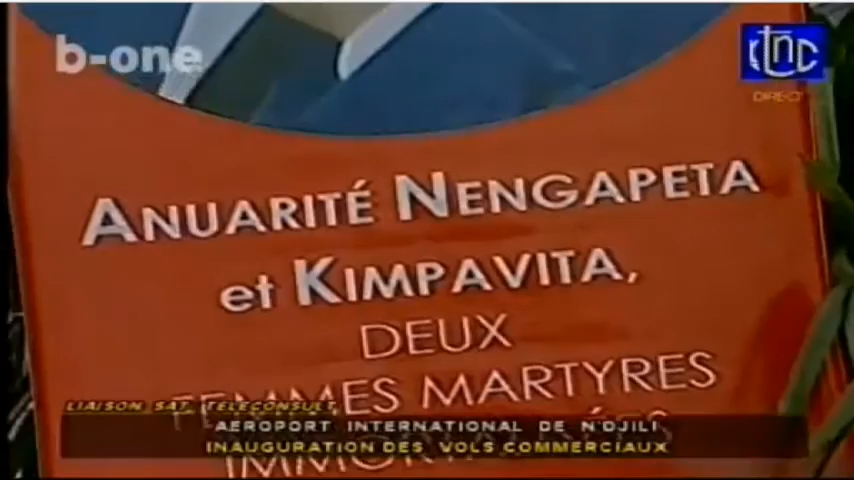 b-one
rtnc
DIRECT
ANUARITÉ NENGAPETA
et KIMPAVITA,
DEUX
FEMMES MARTYRES
LIAISON SAT. TELECONSULT
AEROPORT INTERNATIONAL DE N'DJILI
INAUGURATION DES VOLS COMMERCIAUX